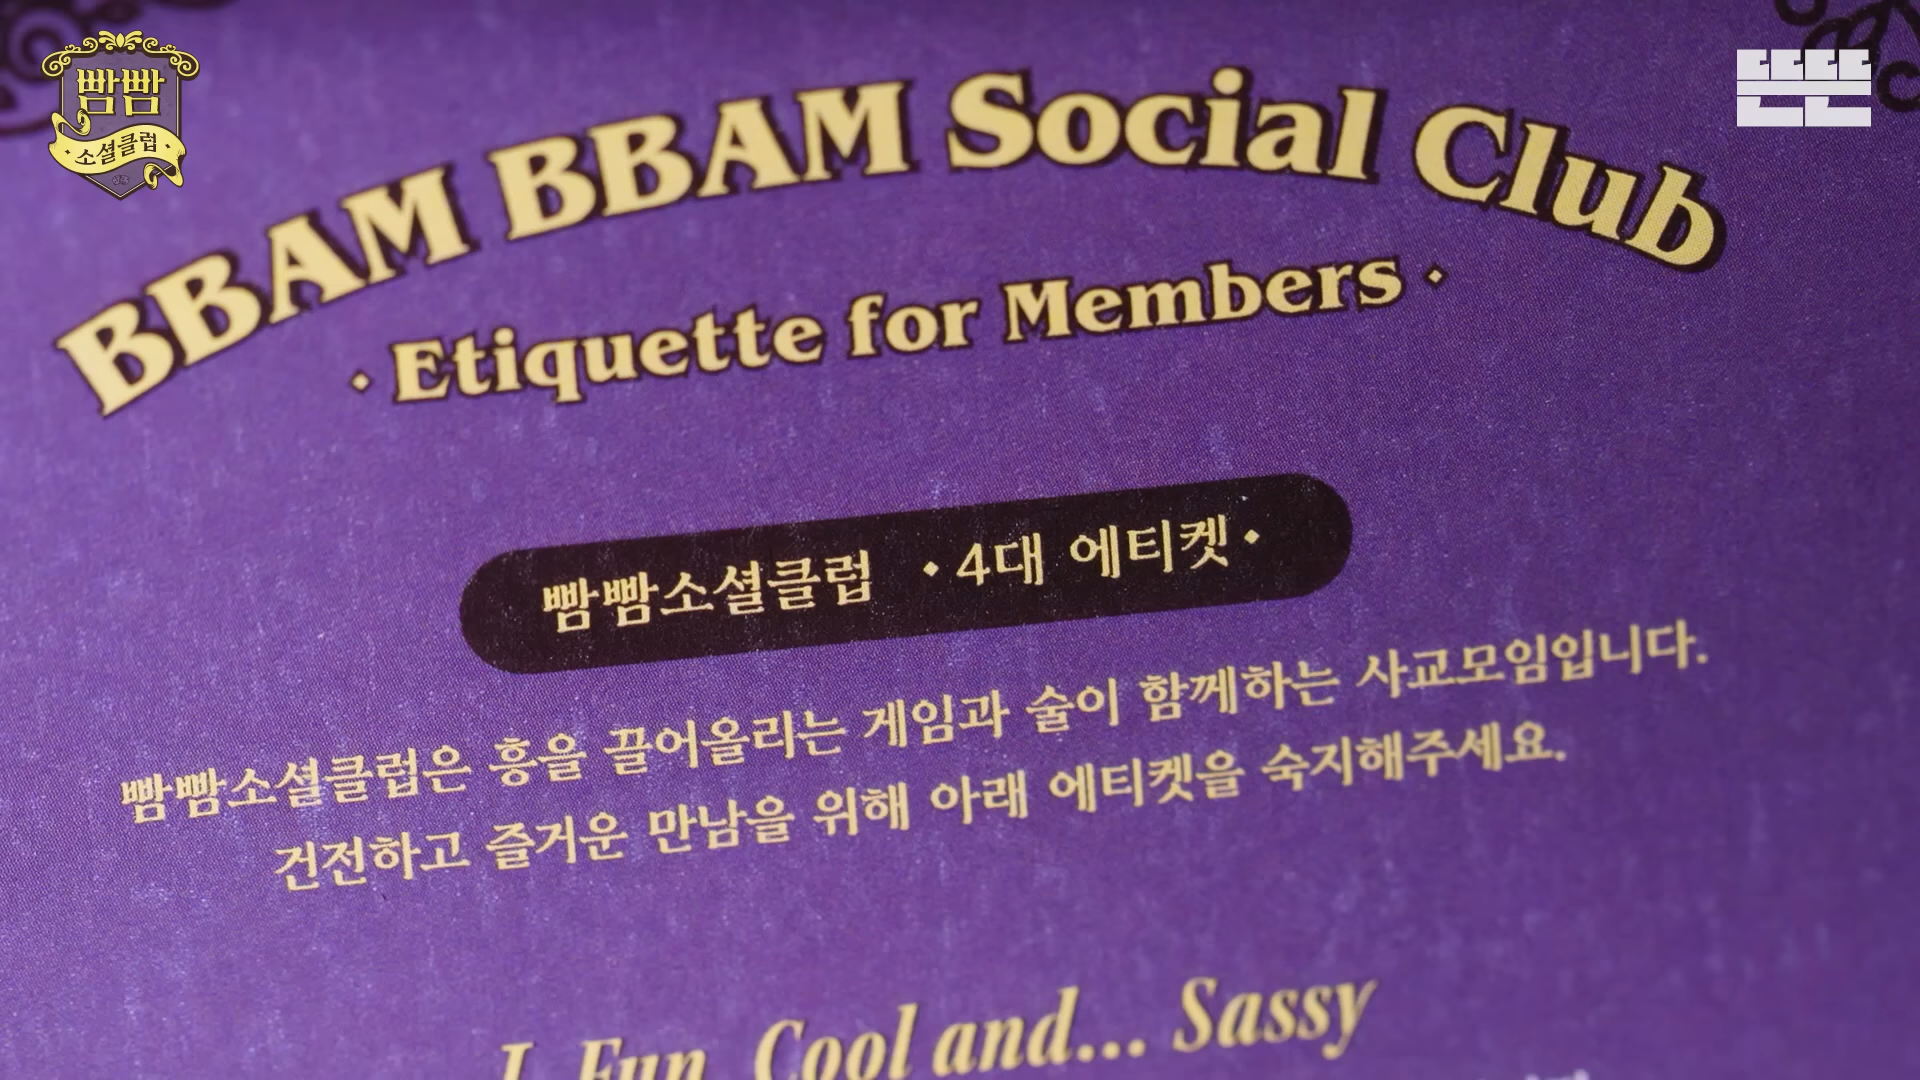 빰빰
소셜클럽
BBAM BBAM Social Club
· Etiquette for Members ·
빰빰소셜클럽 · 4대 에티켓 ·
빰빰소셜클럽은 흥을 끌어올리는 게임과 술이 함께하는 사교모임입니다.
건전하고 즐거운 만남을 위해 아래 에티켓을 숙지해주세요.
I. Fun, Cool and... Sassy